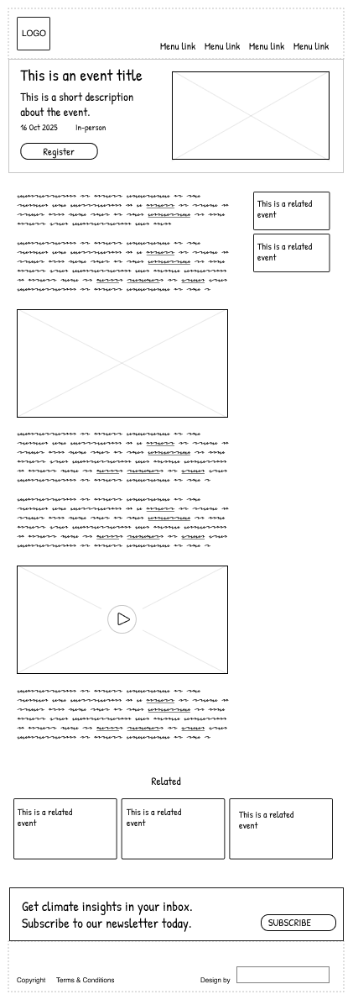 LOGO
Menu link Menu link Menu link Menu link
This is an event title
This is a short description
about the event.
16 Oct 2025 In-person
Register
This is a related
event
This is a related
event
Related
This is a related
event
This is a related
event
This is a related
event
Get climate insights in your inbox.
Subscribe to our newsletter today.
SUBSCRIBE
Copyright Terms & Conditions Design by